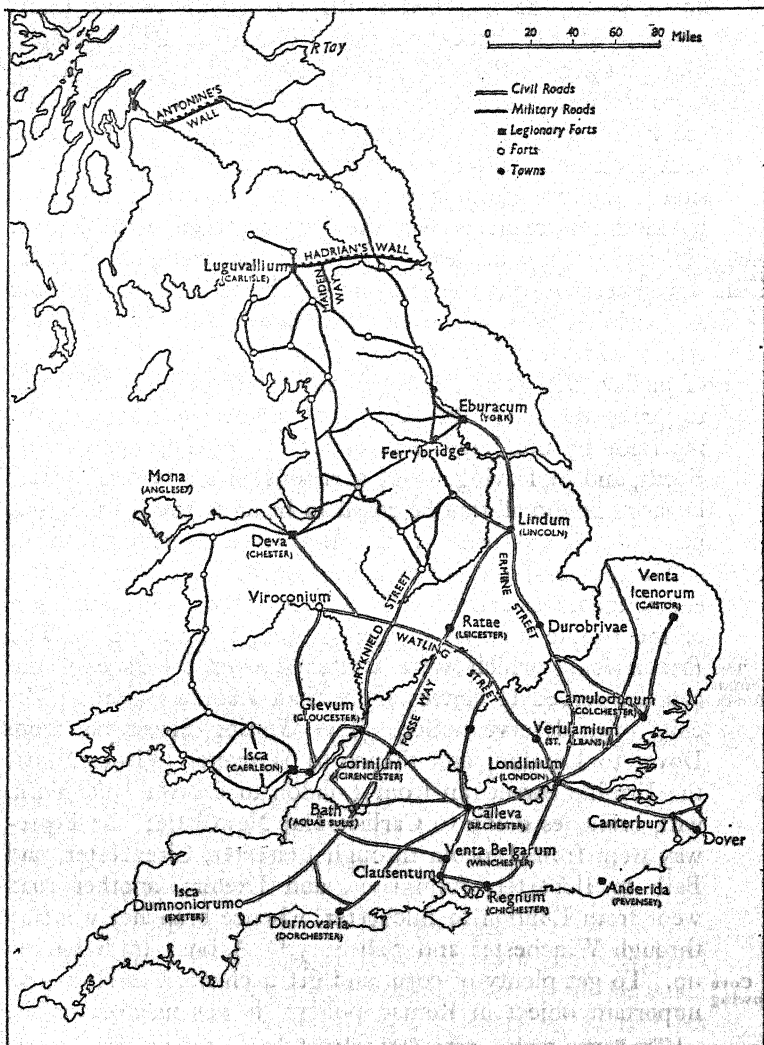 R Tay
0 20 40 60 80 Miles
Civil Roads
Military Roads
Legionary Forts
Forts
Towns
ANTONINE'S
WALL
HADRIAN'S WALL
Luguvallium
(CARLISLE)
MAIDEN
WAY
Eburacum
(YORK)
Ferrybridge
Mona
(ANGLESEY)
Lindum
(LINCOLN)
Deva
(CHESTER)
Venta
Icenorum
(CAISTOR)
Viroconium
RYKNIELD STREET
ERMINE STREET
Ratae
(LEICESTER)
Durobrivae
WATLING STREET
FOSSE WAY
Glevum
(GLOUCESTER)
Camulodunum
(COLCHESTER)
Verulamium
(ST. ALBANS)
Isca
(CAERLEON)
Corinium
(CIRENCESTER)
Londinium
(LONDON)
Bath
(AQUAE SULIS)
Calleva
(SILCHESTER)
Canterbury
Dover
Venta Belgarum
(WINCHESTER)
Clausentum
Isca
Dumnoniorum
(EXETER)
Regnum
(CHICHESTER)
Anderida
(PEVENSEY)
Durnovaria
(DORCHESTER)